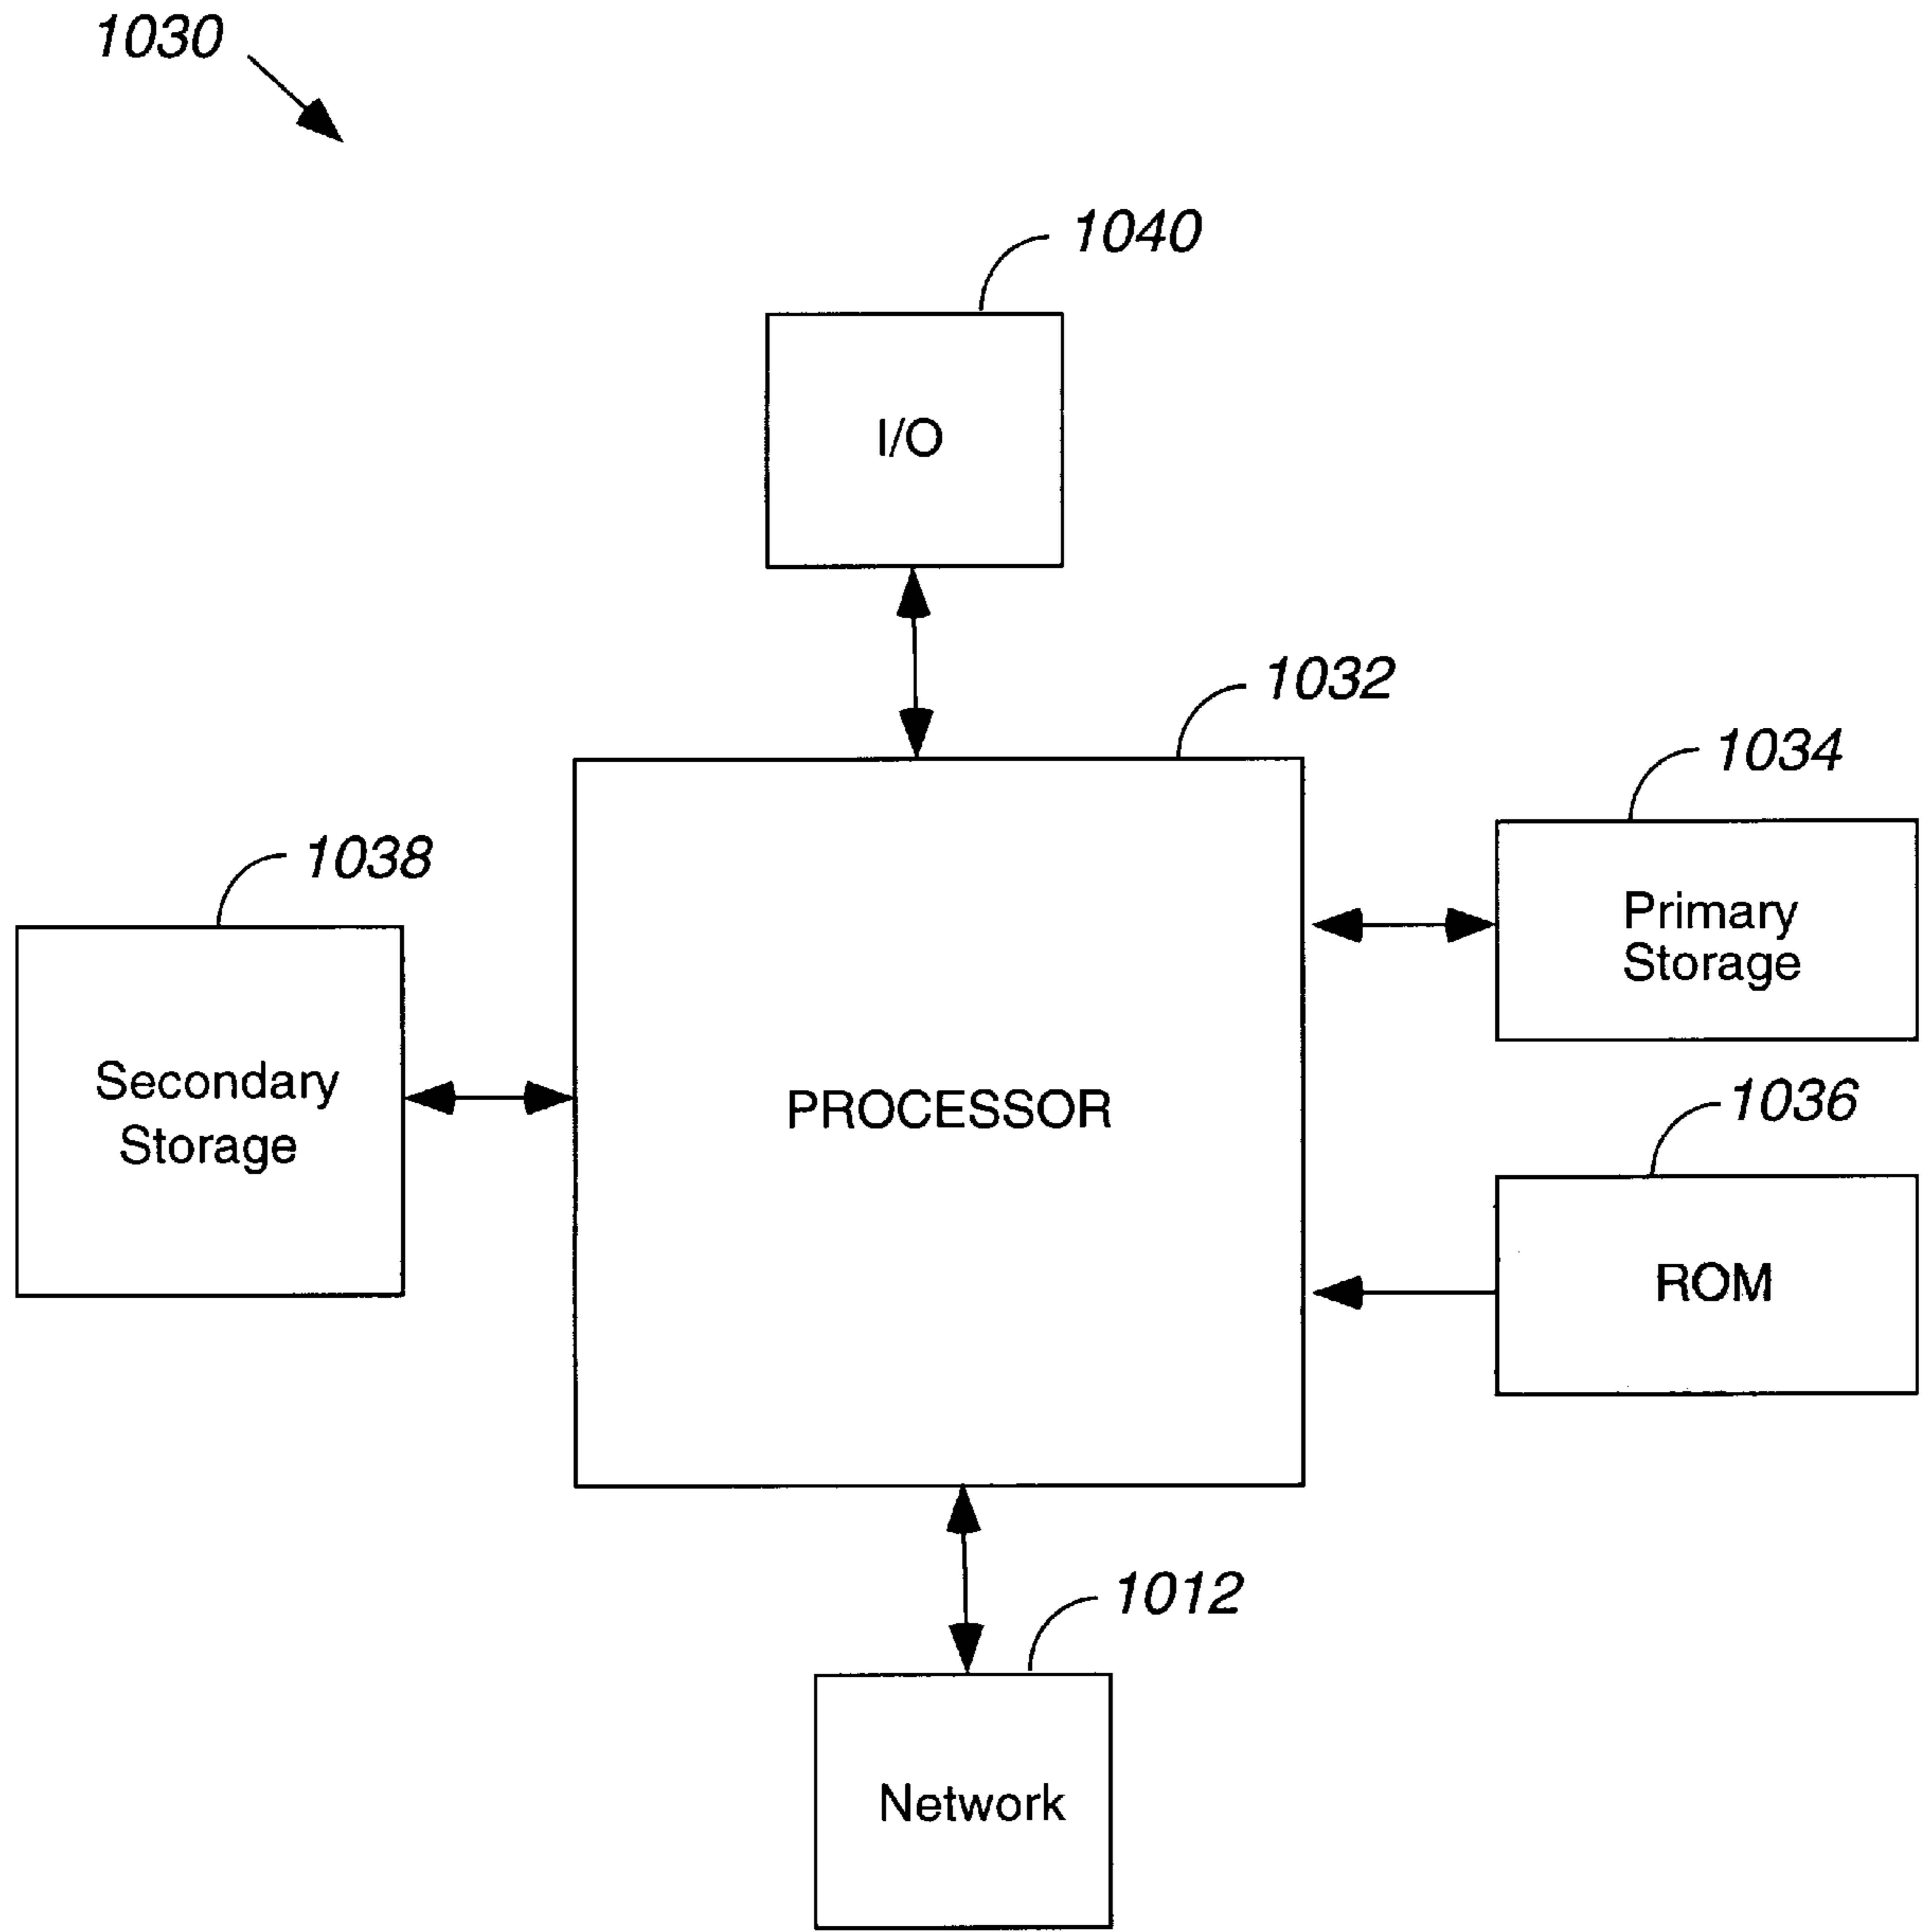 1030
1040
I/O
1032
1034
Primary
Storage
1038
Secondary
Storage
PROCESSOR
1036
ROM
1012
Network